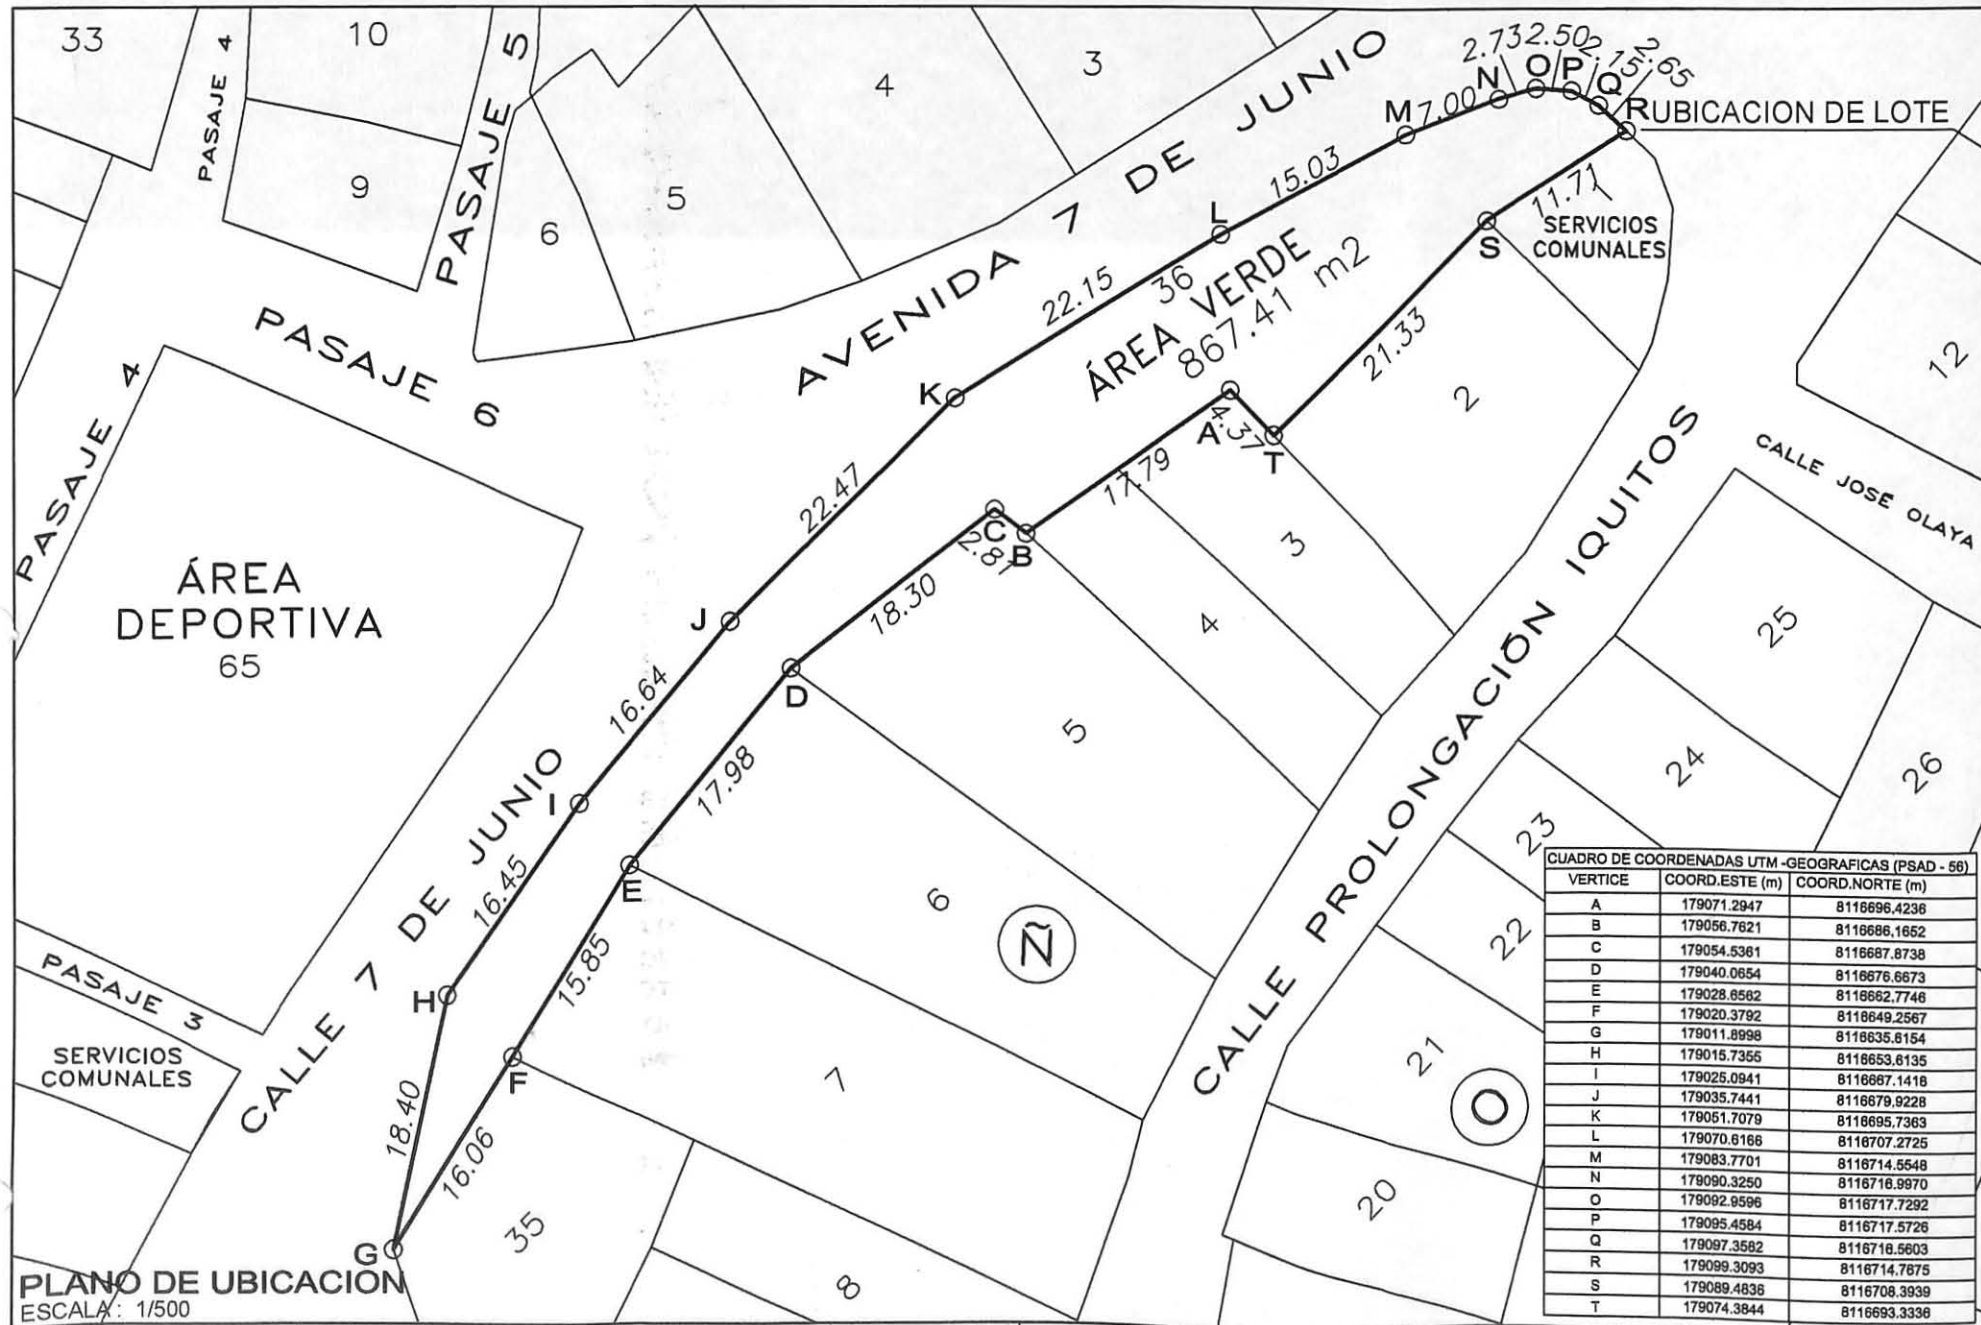 33
PASAJE 4
10
PASAJE 5
9
6
5
4
3
AVENIDA 7 DE JUNIO
2.73
2.50
2.15
2.65
N
O
P
Q
R
UBICACION DE LOTE
M
7.00
15.03
L
11.71
S
SERVICIOS
COMUNALES
22.15
36
ÁREA VERDE
867.41 m2
21.33
12
PASAJE 6
PASAJE 4
K
A
4.37
T
2
CALLE JOSE OLAYA
22.47
17.79
C
2.87
B
3
ÁREA
DEPORTIVA
65
J
18.30
4
25
16.64
D
5
CALLE PROLONGACIÓN IQUITOS
24
26
17.98
I
23
E
6
Ñ
22
CALLE 7 DE JUNIO
16.45
15.85
H
PASAJE 3
SERVICIOS
COMUNALES
F
7
21
O
18.40
16.06
35
20
G
8
PLANO DE UBICACIÓN
ESCALA : 1/500
CUADRO DE COORDENADAS UTM -GEOGRAFICAS (PSAD - 56)
VERTICE COORD.ESTE (m) COORD.NORTE (m)
A 179071.2947 8116696,4236
B 179056.7621 8116686,1652
C 179054.5361 8116687.8738
D 179040.0654 8116676.6673
E 179028.6562 8116662,7746
F 179020.3792 8116649.2567
G 179011.8998 8116635.6154
H 179015.7355 8116653,6135
I 179025.0941 8116667.1418
J 179035.7441 8116679,9228
K 179051.7079 8116695,7363
L 179070.6166 8116707.2725
M 179083.7701 8116714.5548
N 179090.3250 8116716.9970
O 179092.9596 8116717.7292
P 179095.4584 8116717.5726
Q 179097.3582 8116716.5603
R 179099.3093 8116714.7675
S 179089.4836 8116708.3939
T 179074.3844 8116693.3336